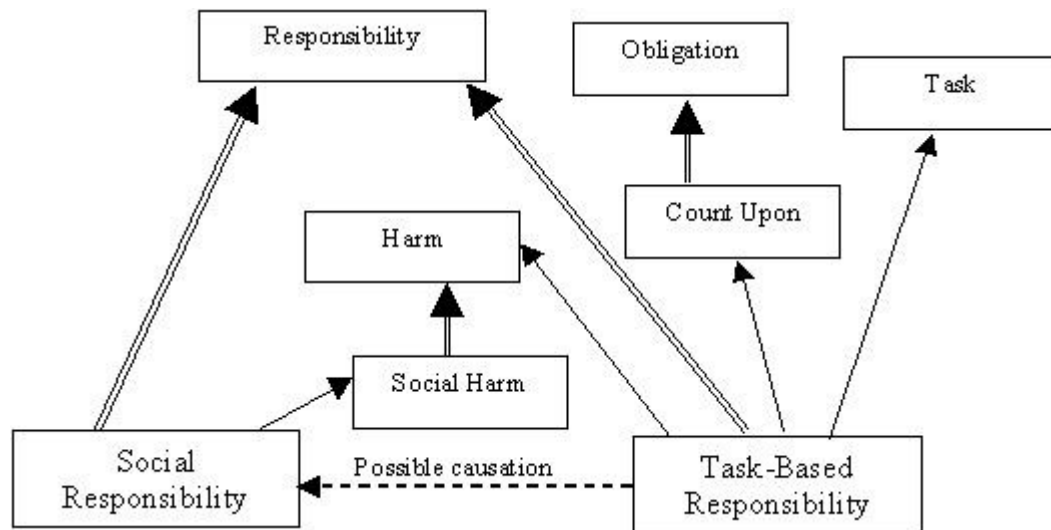 Responsibility
Obligation
Task
Count Upon
Harm
Social Harm
Social
Responsibility
Possible causation
Task-Based
Responsibility